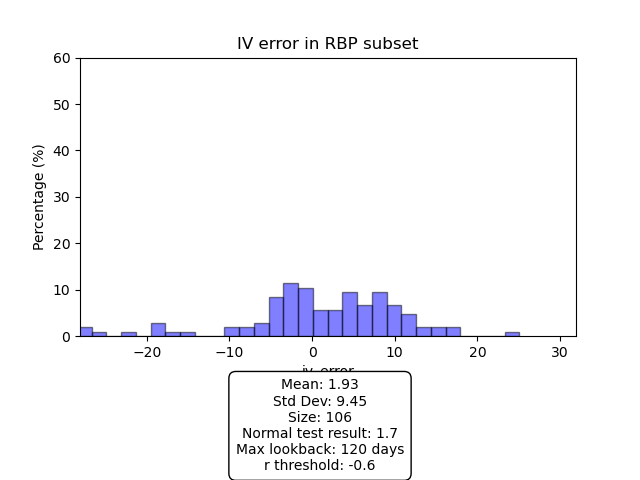 IV error in RBP subset
60
50
40
30
20
10
0
Percentage (%)
−20
−10
0
10
20
30
iv_error
Mean: 1.93
Std Dev: 9.45
Size: 106
Normal test result: 1.7
Max lookback: 120 days
r threshold: -0.6